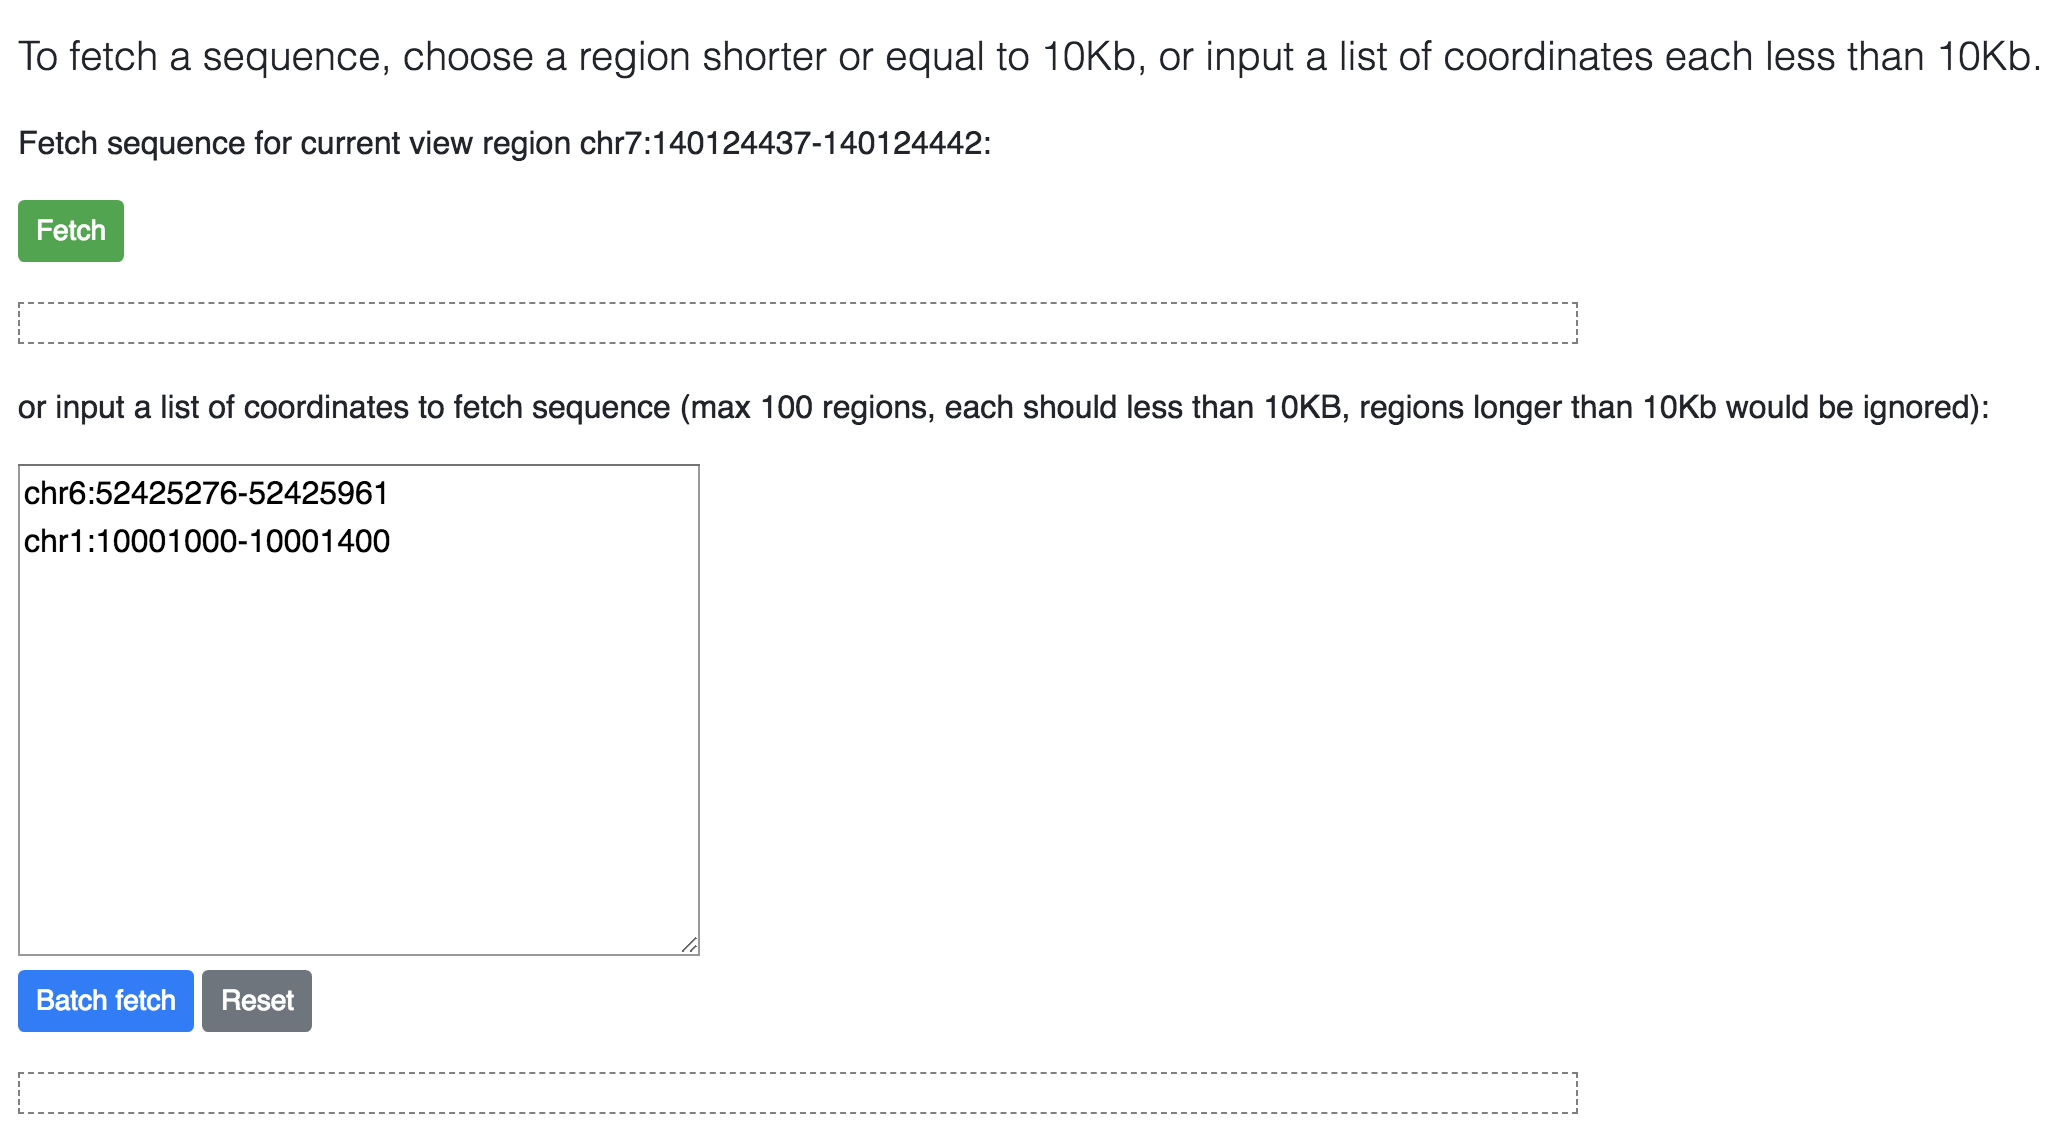 To fetch a sequence, choose a region shorter or equal to 10Kb, or input a list of coordinates each less than 10Kb.
Fetch sequence for current view region chr7:140124437-140124442:
Fetch
or input a list of coordinates to fetch sequence (max 100 regions, each should less than 10KB, regions longer than 10Kb would be ignored):
chr6:52425276-52425961
chr1:10001000-10001400
Batch fetch Reset